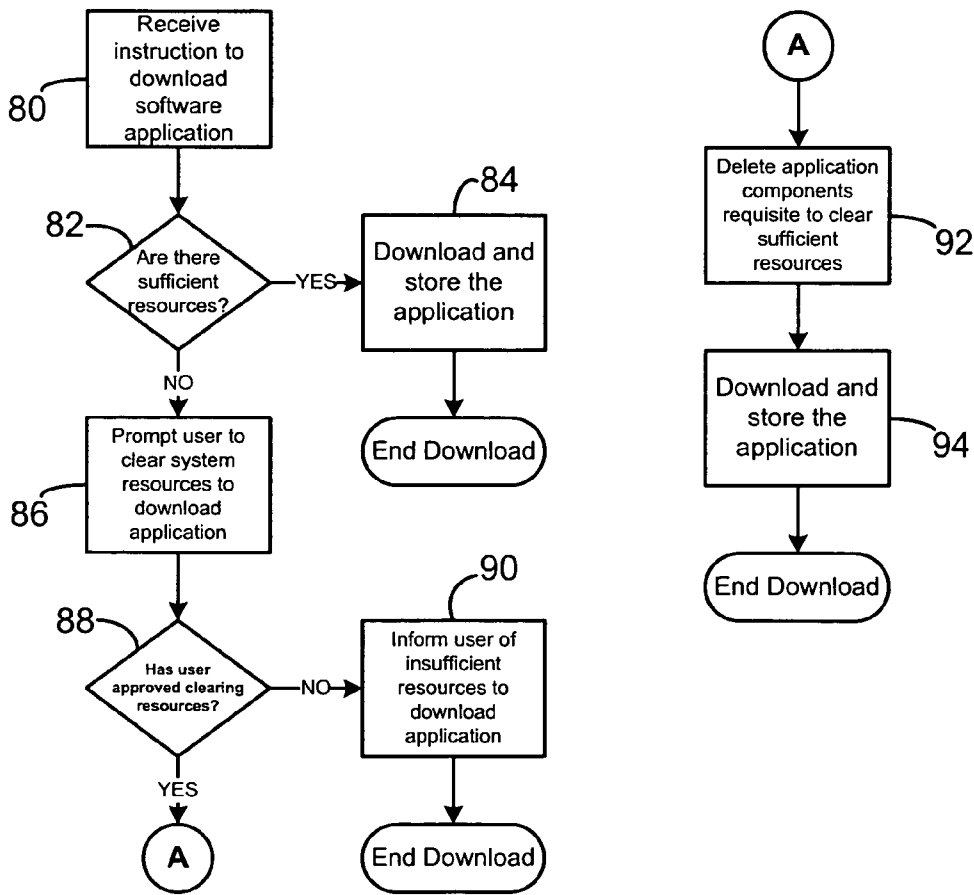 Receive
instruction to
download
software
application
80
82
Are there
sufficient
resources?
YES
84
Download and
store the
application
End Download
NO
Prompt user to
clear system
resources to
download
application
86
88
Has user
approved clearing
resources?
NO
90
Inform user of
insufficient
resources to
download
application
End Download
YES
A
A
Delete application
components
requisite to clear
sufficient
resources
92
Download and
store the
application
94
End Download